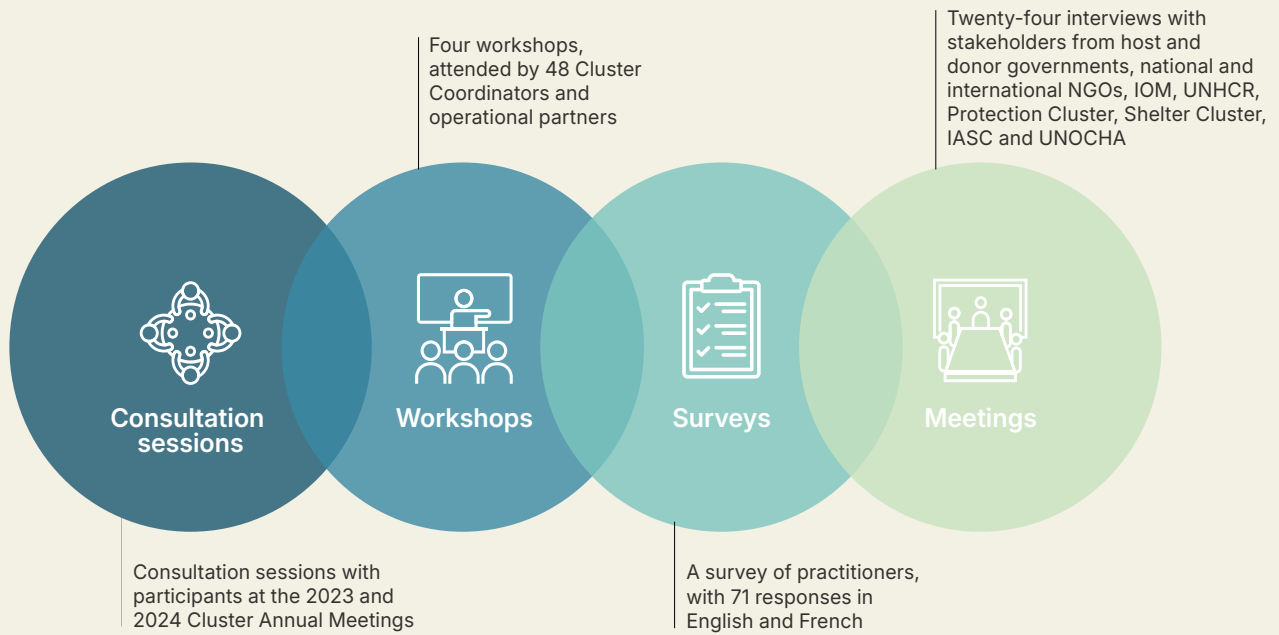 Twenty-four interviews with
stakeholders from host and
donor governments, national and
international NGOs, IOM, UNHCR,
Protection Cluster, Shelter Cluster,
IASC and UNOCHA
Four workshops,
attended by 48 Cluster
Coordinators and
operational partners
Consultation
sessions
Workshops
Surveys
Meetings
Consultation sessions with
participants at the 2023 and
2024 Cluster Annual Meetings
A survey of practitioners,
with 71 responses in
English and French